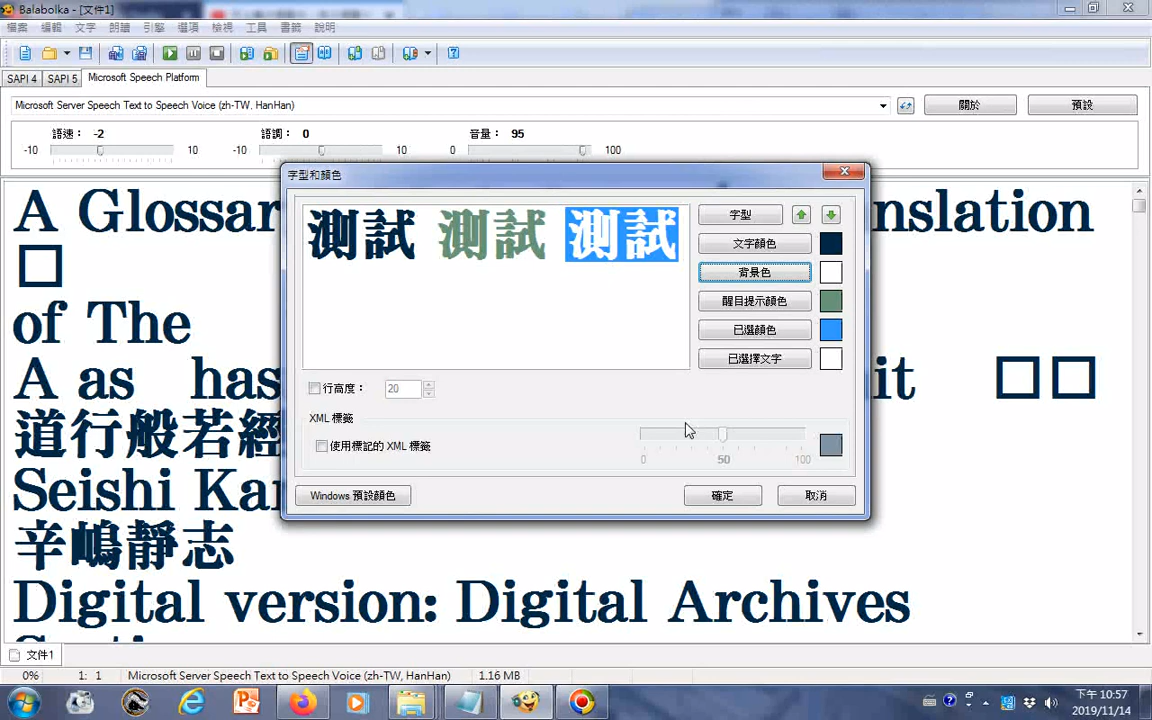 Balabolka - [文件1]
檔案 編輯 文字 朗讀 引擎 選項 檢視 工具 書籤 說明
SAPI 4 SAPI 5 Microsoft Speech Platform
Microsoft Server Speech Text to Speech Voice (zh-TW, HanHan) 關於 預設
語速： -2 語調： 0 音量： 95
-10 10 -10 10 0 100
字型和顏色
測試 測試 測試
字型
文字顏色
背景色
醒目提示顏色
已選顏色
已選擇文字
行高度： 20
XML 標籤
使用標記的 XML 標籤
0 50 100
Windows 預設顏色 確定 取消
A Glossar nslation
□
of The
A as has it □□
道行般若經
Seishi Kar
辛嶋靜志
Digital version: Digital Archives
文件1
0% 1: 1 Microsoft Server Speech Text to Speech Voice (zh-TW, HanHan) 1.16 MB
下午 10:57
2019/11/14